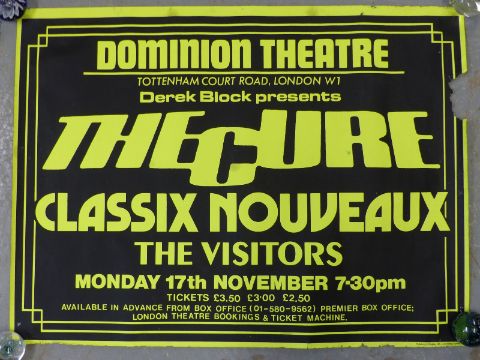 DOMINION THEATRE
TOTTENHAM COURT ROAD, LONDON W1
Derek Block presents
THE CURE
CLASSIX NOUVEAUX
THE VISITORS
MONDAY 17th NOVEMBER 7-30pm
TICKETS £3.50 £3·00 £2.50
AVAILABLE IN ADVANCE FROM BOX OFFICE (01-580-9562) PREMIER BOX OFFICE;
LONDON THEATRE BOOKINGS & TICKET MACHINE.